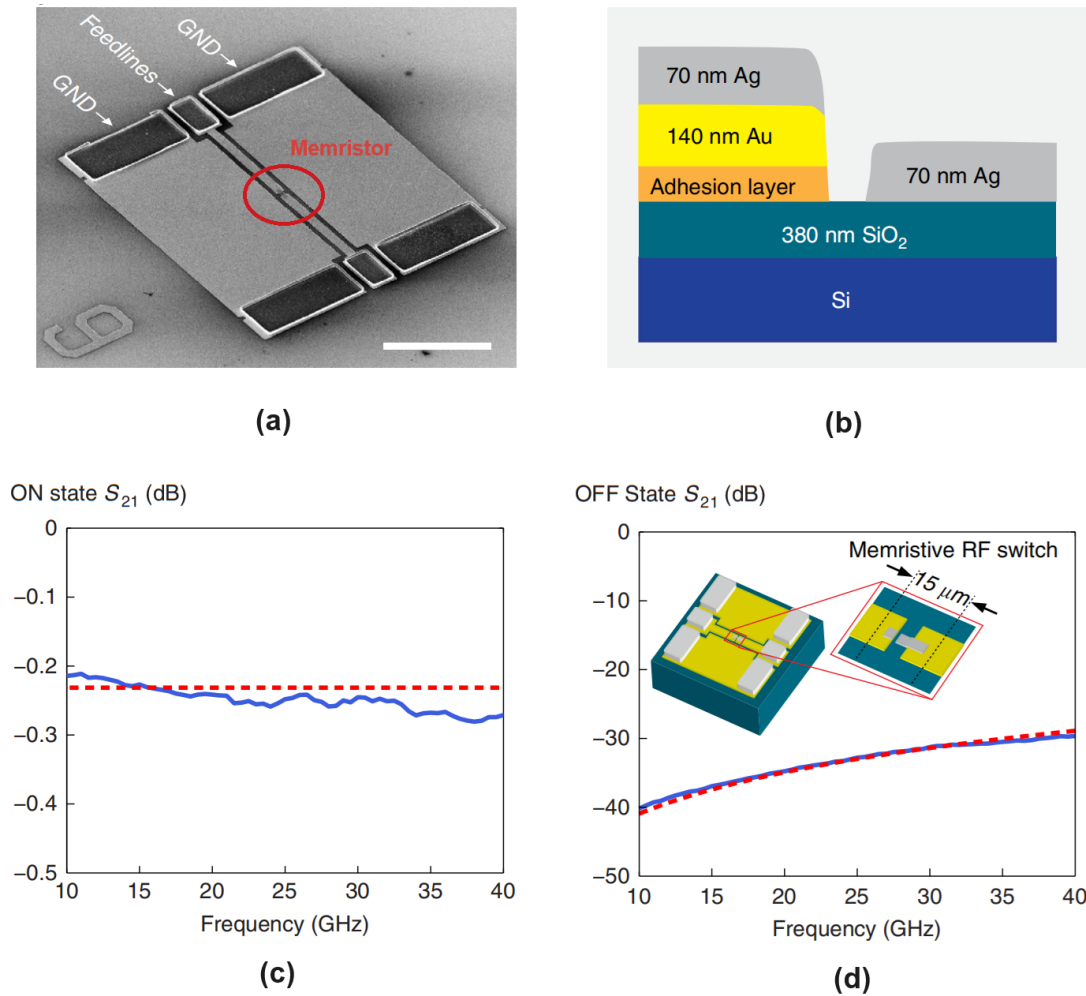 GND
Feedlines
GND
Memristor
9
(a)
70 nm Ag
140 nm Au
Adhesion layer
70 nm Ag
380 nm SiO₂
Si
(b)
ON state S₂₁ (dB)
0
−0.1
−0.2
−0.3
−0.4
−0.5
10 15 20 25 30 35 40
Frequency (GHz)
(c)
OFF State S₂₁ (dB)
0
−10
−20
−30
−40
−50
Memristive RF switch
15 μm
10 15 20 25 30 35 40
Frequency (GHz)
(d)